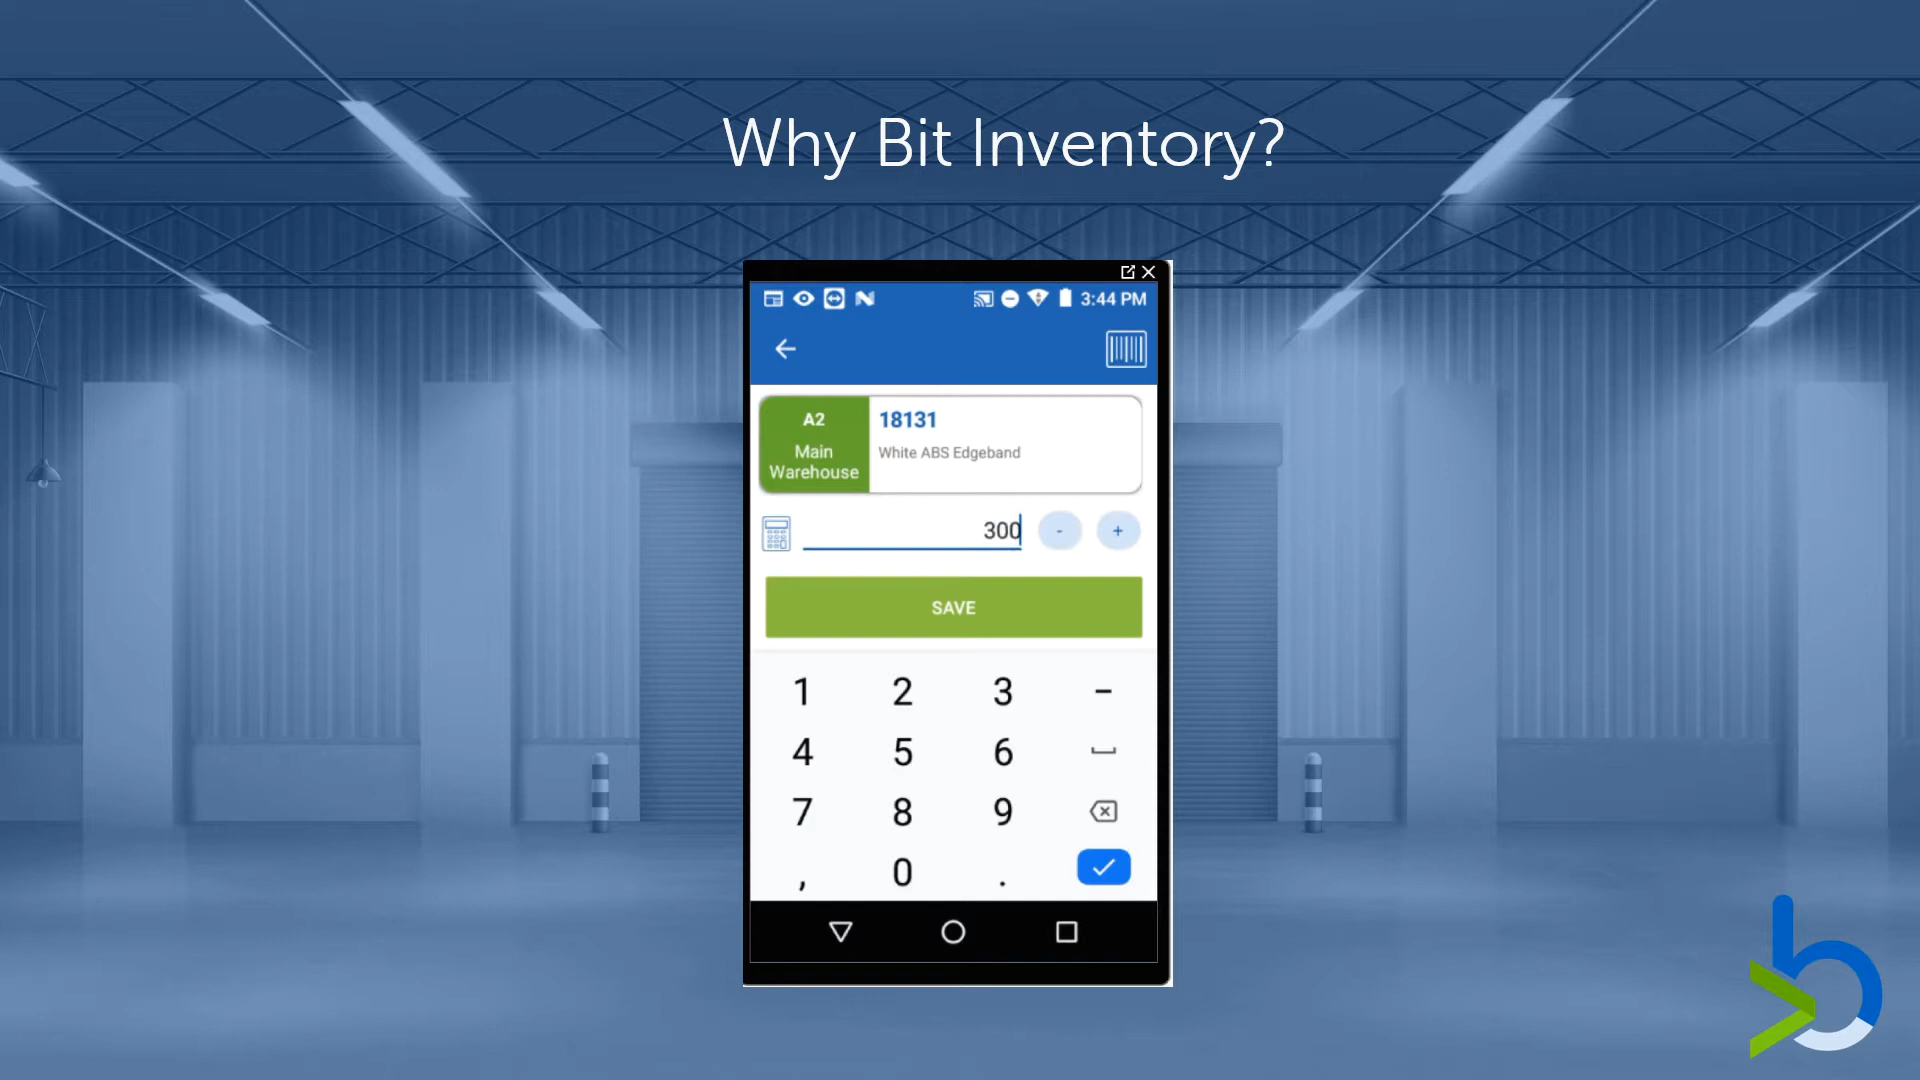 Why Bit Inventory?
3:44 PM
A2
Main
Warehouse
18131
White ABS Edgeband
300
-
+
SAVE
1 2 3 -
4 5 6
7 8 9
, 0 .